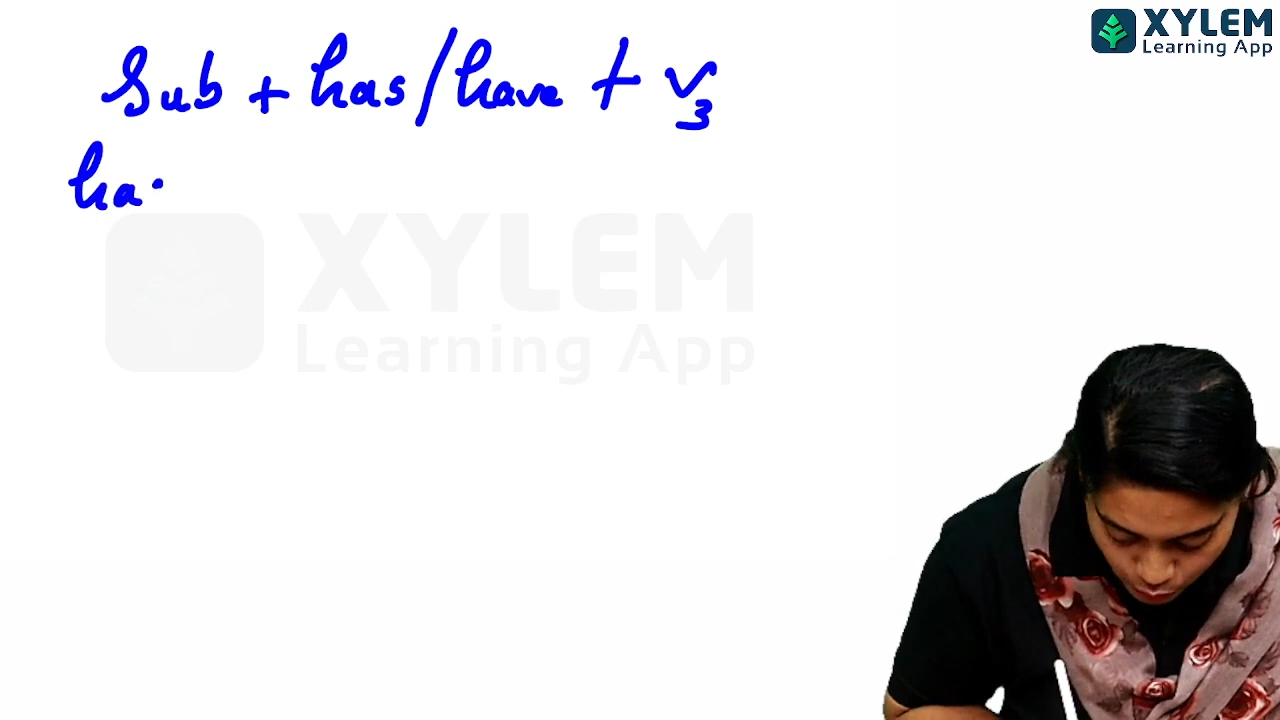 XYLEM
Learning App
Sub + has/have + V3
ha
XYLEM
Learning App